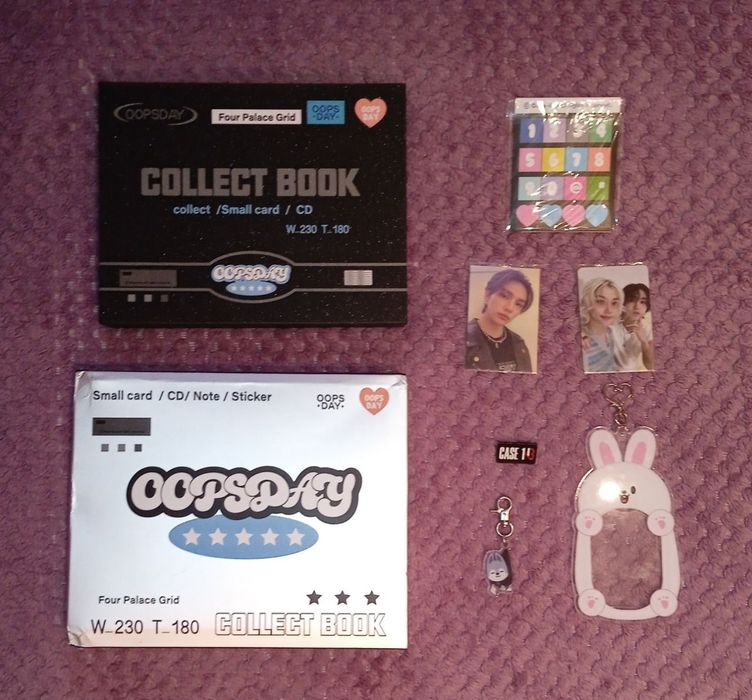 OOPSDAY
Four Palace Grid
OOPS
•DAY•
OOPS
DAY
COLLECT BOOK
collect /Small card / CD
W_230 T_180
OOPSDAY
1 2 3 4
5 6 7 8
9 0
CASE 143
Small card / CD/ Note / Sticker
OOPS
•DAY•
OOPS
DAY
OOPSDAY
Four Palace Grid
W_230 T_180
COLLECT BOOK